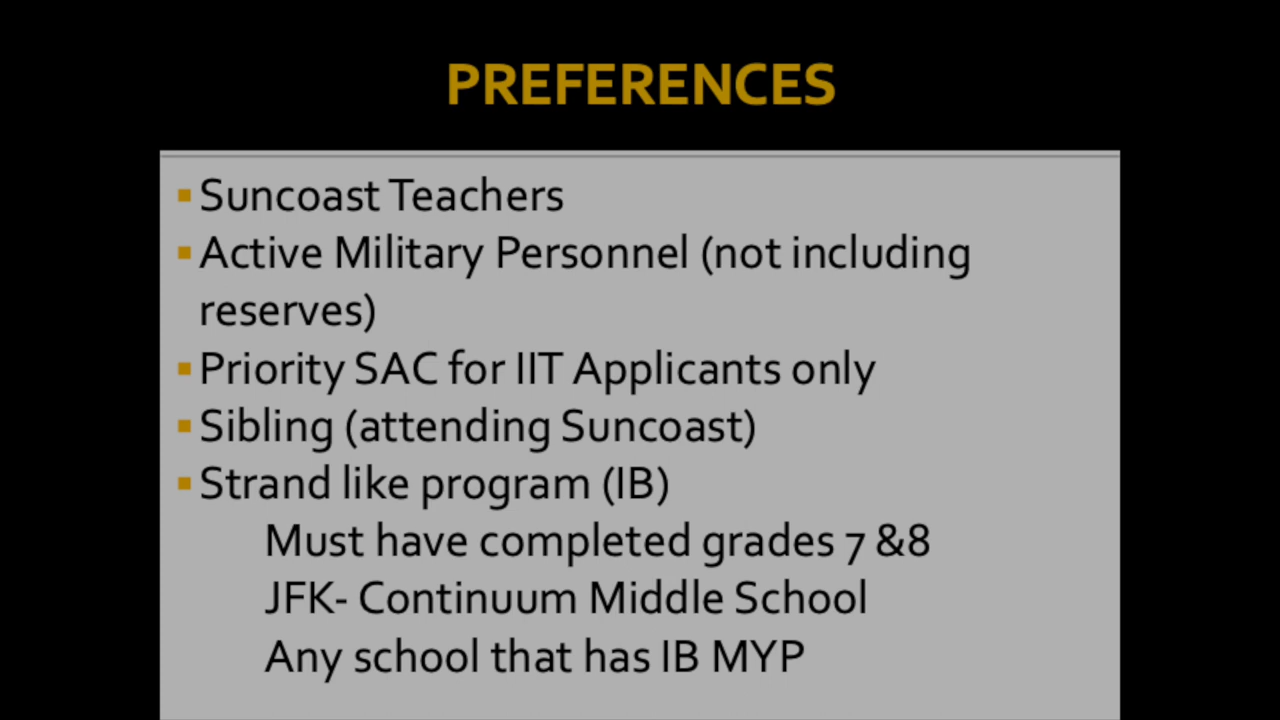 PREFERENCES
Suncoast Teachers
Active Military Personnel (not including
reserves)
Priority SAC for IIT Applicants only
Sibling (attending Suncoast)
Strand like program (IB)
Must have completed grades 7 &8
JFK- Continuum Middle School
Any school that has IB MYP